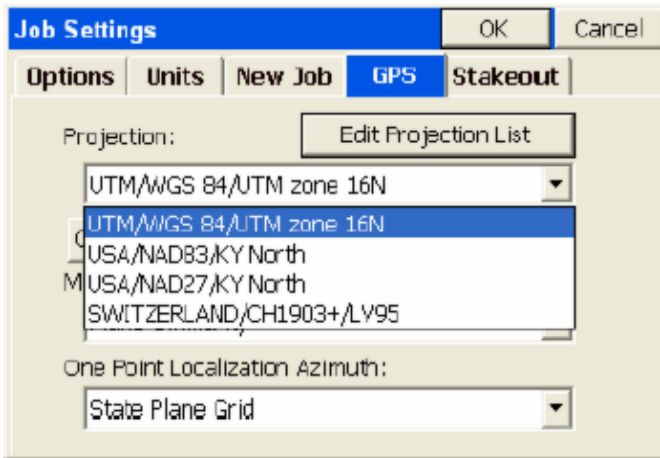 Job Settings OK Cancel
Options Units New Job GPS Stakeout
Projection: Edit Projection List
UTM/WGS 84/UTM zone 16N
UTM/WGS 84/UTM zone 16N
USA/NAD83/KY North
USA/NAD27/KY North
SWITZERLAND/CH1903+/LV95
One Point Localization Azimuth:
State Plane Grid